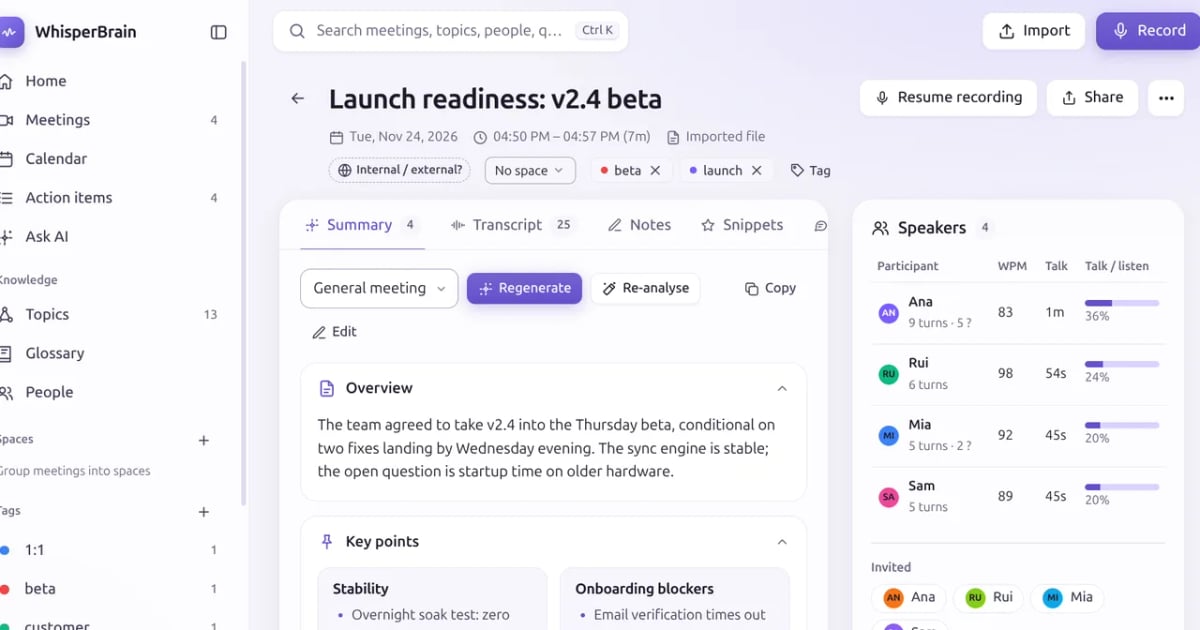 WhisperBrain
Search meetings, topics, people, q… Ctrl K
Import
Record
Home
Meetings 4
Calendar
Action items 4
Ask AI
Knowledge
Topics 13
Glossary
People
Spaces +
Group meetings into spaces
Tags +
1:1 1
beta 1
customer 1
Launch readiness: v2.4 beta
Resume recording
Share
Tue, Nov 24, 2026 04:50 PM – 04:57 PM (7m) Imported file
Internal / external? No space beta launch Tag
Summary 4 Transcript 25 Notes Snippets
General meeting Regenerate Re-analyse Copy
Edit
Overview
The team agreed to take v2.4 into the Thursday beta, conditional on
two fixes landing by Wednesday evening. The sync engine is stable;
the open question is startup time on older hardware.
Key points
Stability
• Overnight soak test: zero
Onboarding blockers
• Email verification times out
Speakers 4
Participant WPM Talk Talk / listen
AN Ana 83 1m 36%
9 turns · 5 ?
RU Rui 98 54s 24%
6 turns
MI Mia 92 45s 20%
5 turns · 2 ?
SA Sam 89 45s 20%
5 turns
Invited
AN Ana RU Rui MI Mia